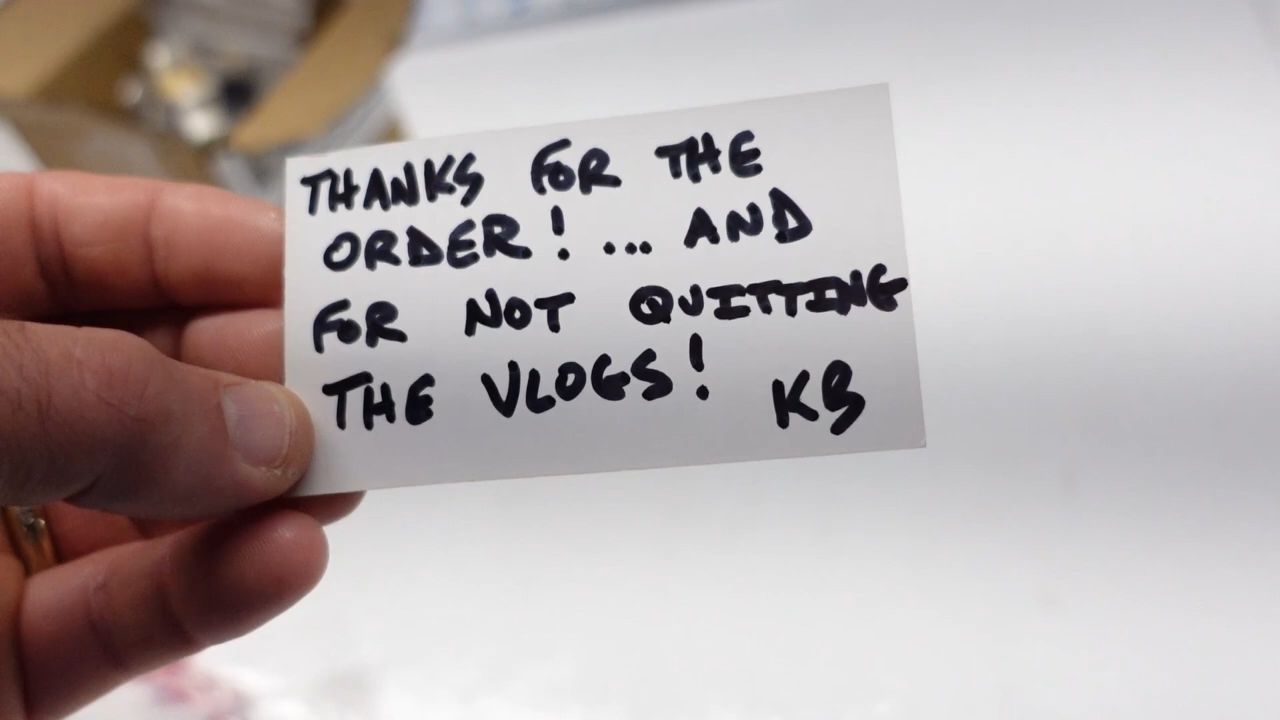 THANKS FOR THE
ORDER! ... AND
FOR NOT QUITTING
THE VLOGS! KB